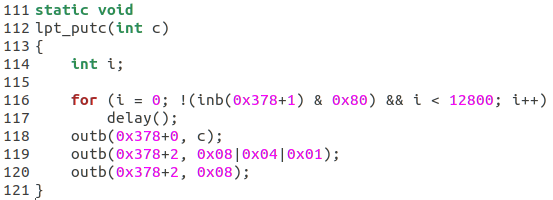 111 static void
112 lpt_putc(int c)
113 {
114     int i;
115
116     for (i = 0; !(inb(0x378+1) & 0x80) && i < 12800; i++)
117         delay();
118     outb(0x378+0, c);
119     outb(0x378+2, 0x08|0x04|0x01);
120     outb(0x378+2, 0x08);
121 }